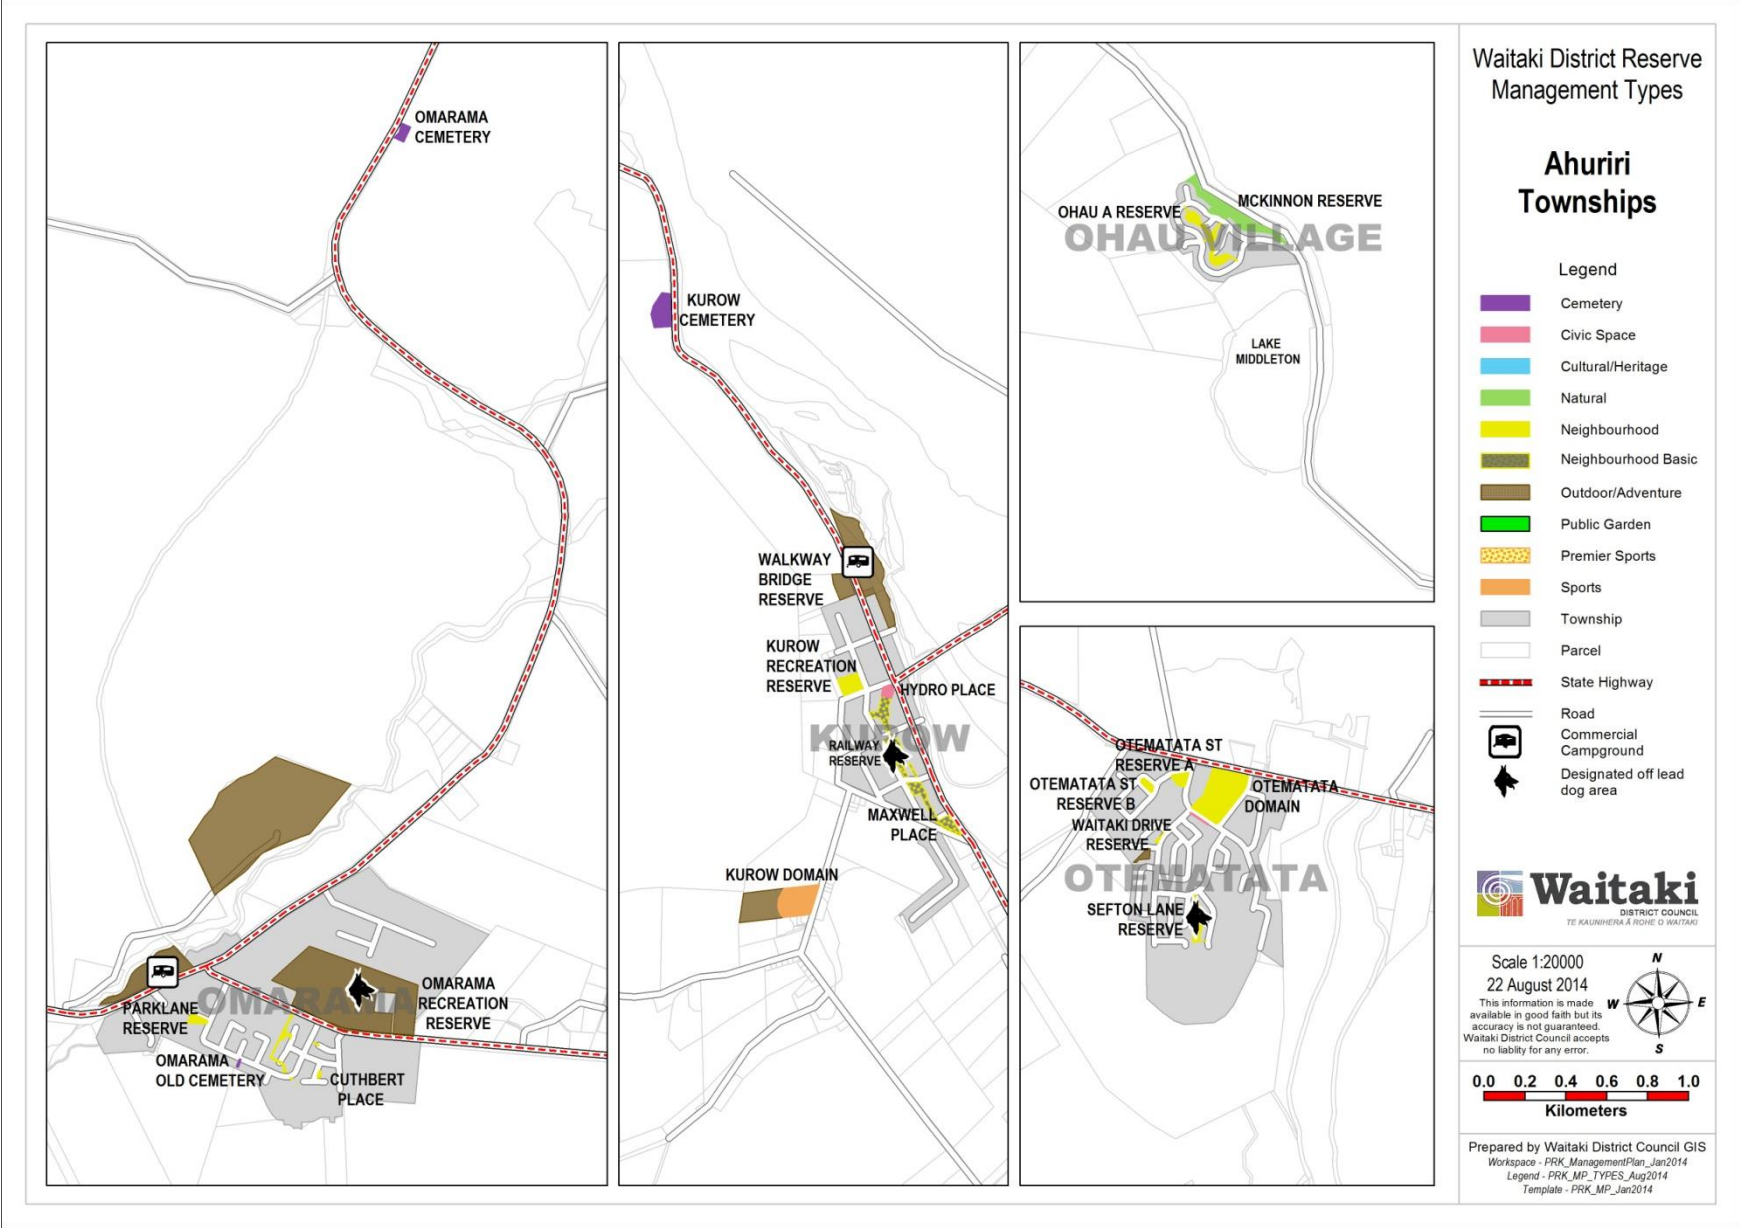 OMARAMA
CEMETERY
PARKLANE
RESERVE
OMARAMA
OMARAMA
RECREATION
RESERVE
OMARAMA
OLD CEMETERY
CUTHBERT
PLACE
KUROW
CEMETERY
WALKWAY
BRIDGE
RESERVE
KUROW
RECREATION
RESERVE
HYDRO PLACE
KUROW
RAILWAY
RESERVE
MAXWELL
PLACE
KUROW DOMAIN
MCKINNON RESERVE
OHAU A RESERVE
OHAU VILLAGE
LAKE
MIDDLETON
OTEMATATA ST
RESERVE A
OTEMATATA ST
RESERVE B
OTEMATATA
DOMAIN
WAITAKI DRIVE
RESERVE
OTEMATATA
SEFTON LANE
RESERVE
Waitaki District Reserve
Management Types
Ahuriri
Townships
Legend
Cemetery
Civic Space
Cultural/Heritage
Natural
Neighbourhood
Neighbourhood Basic
Outdoor/Adventure
Public Garden
Premier Sports
Sports
Township
Parcel
State Highway
Road
Commercial
Campground
Designated off lead
dog area
Waitaki
DISTRICT COUNCIL
TE KAUNIHERA Ā ROHE O WAITAKI
Scale 1:20000
22 August 2014
This information is made
available in good faith but its
accuracy is not guaranteed.
Waitaki District Council accepts
no liablity for any error.
N
W
E
S
0.0 0.2 0.4 0.6 0.8 1.0
Kilometers
Prepared by Waitaki District Council GIS
Workspace - PRK_ManagementPlan_Jan2014
Legend - PRK_MP_TYPES_Aug2014
Template - PRK_MP_Jan2014